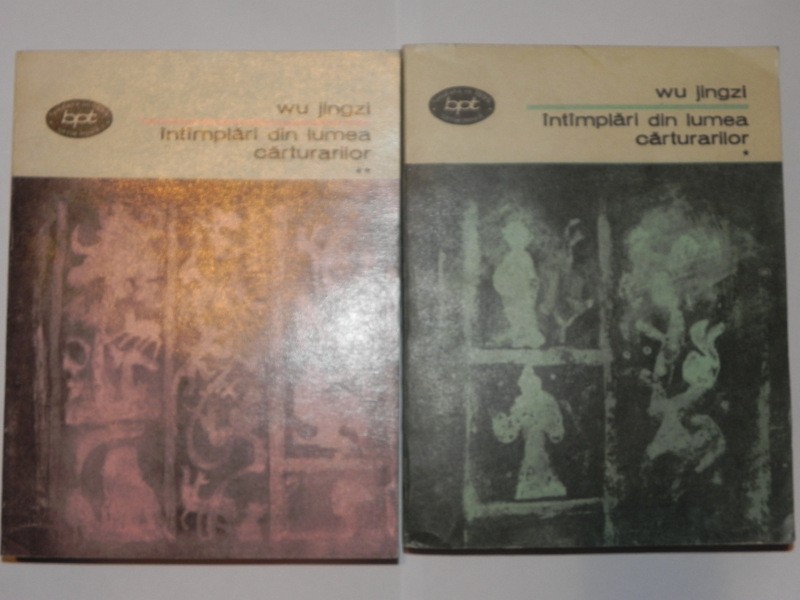 bpt
wu jingzi
întîmplări din lumea
cărturarilor
**
bpt
wu jingzi
întîmplări din lumea
cărturarilor
*